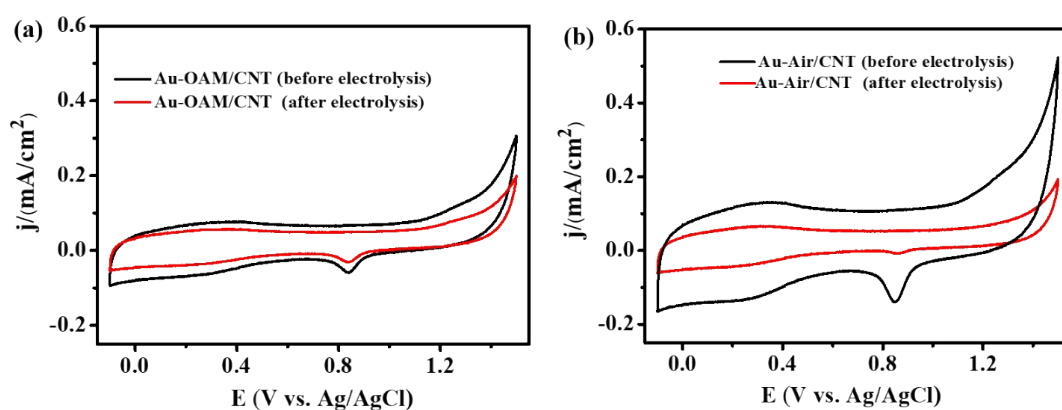 (a)
Au-OAM/CNT (before electrolysis)
Au-OAM/CNT (after electrolysis)
j/(mA/cm²)
0.6
0.4
0.2
0.0
-0.2
0.0 0.4 0.8 1.2
E (V vs. Ag/AgCl)
(b)
Au-Air/CNT (before electrolysis)
Au-Air/CNT (after electrolysis)
j/(mA/cm²)
0.6
0.4
0.2
0.0
-0.2
0.0 0.4 0.8 1.2
E (V vs. Ag/AgCl)